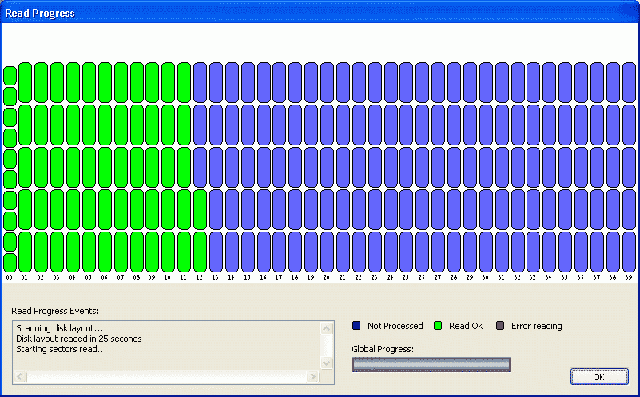 Read Progress
00 01 02 03 04 05 06 07 08 09 10 11 12 13 14 15 16 17 18 19 20 21 22 23 24 25 26 27 28 29 30 31 32 33 34 35 36 37 38 39
Read Progress Events:
Scanning disk layout...
Disk layout readed in 25 seconds
Starting sectors read...
Not Processed
Read Ok
Error reading
Global Progress:
OK